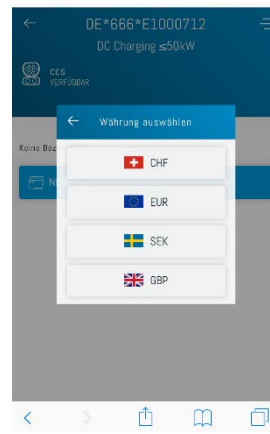 DE*666*E1000712
DC Charging ≤50kW
CCS
VERFÜGBAR
Währung auswählen
Keine Bez
CHF
EUR
SEK
GBP